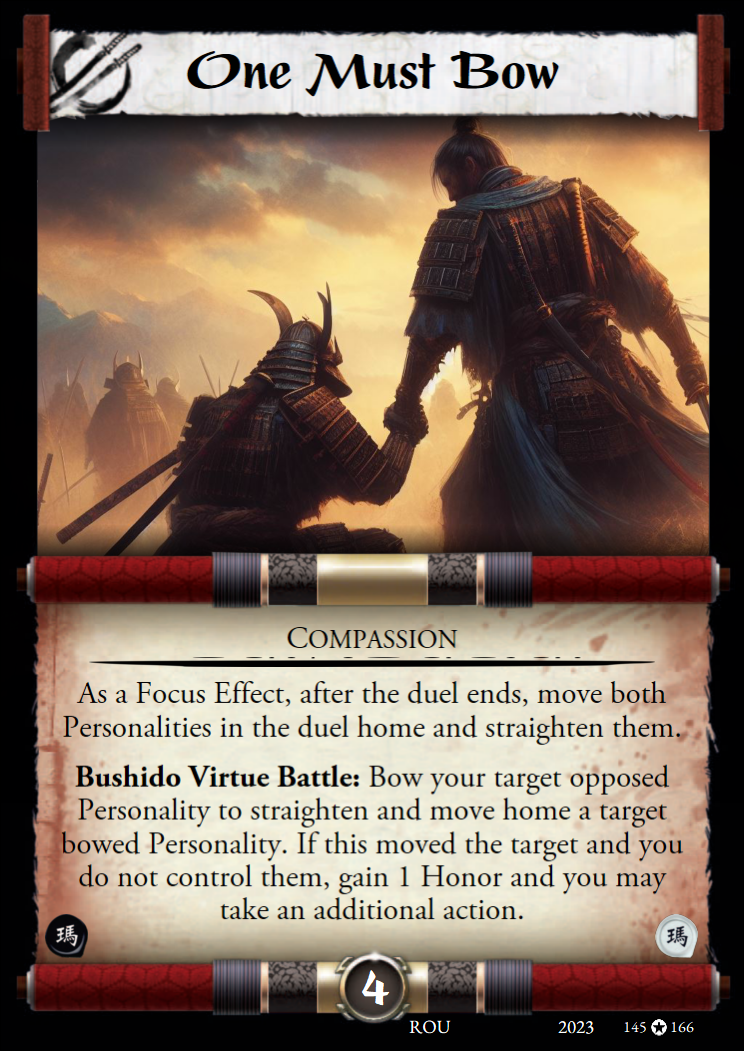 One Must Bow
Compassion
As a Focus Effect, after the duel ends, move both
Personalities in the duel home and straighten them.
Bushido Virtue Battle: Bow your target opposed
Personality to straighten and move home a target
bowed Personality. If this moved the target and you
do not control them, gain 1 Honor and you may
take an additional action.
瑪 瑪
4
ROU 2023 145 ✪ 166